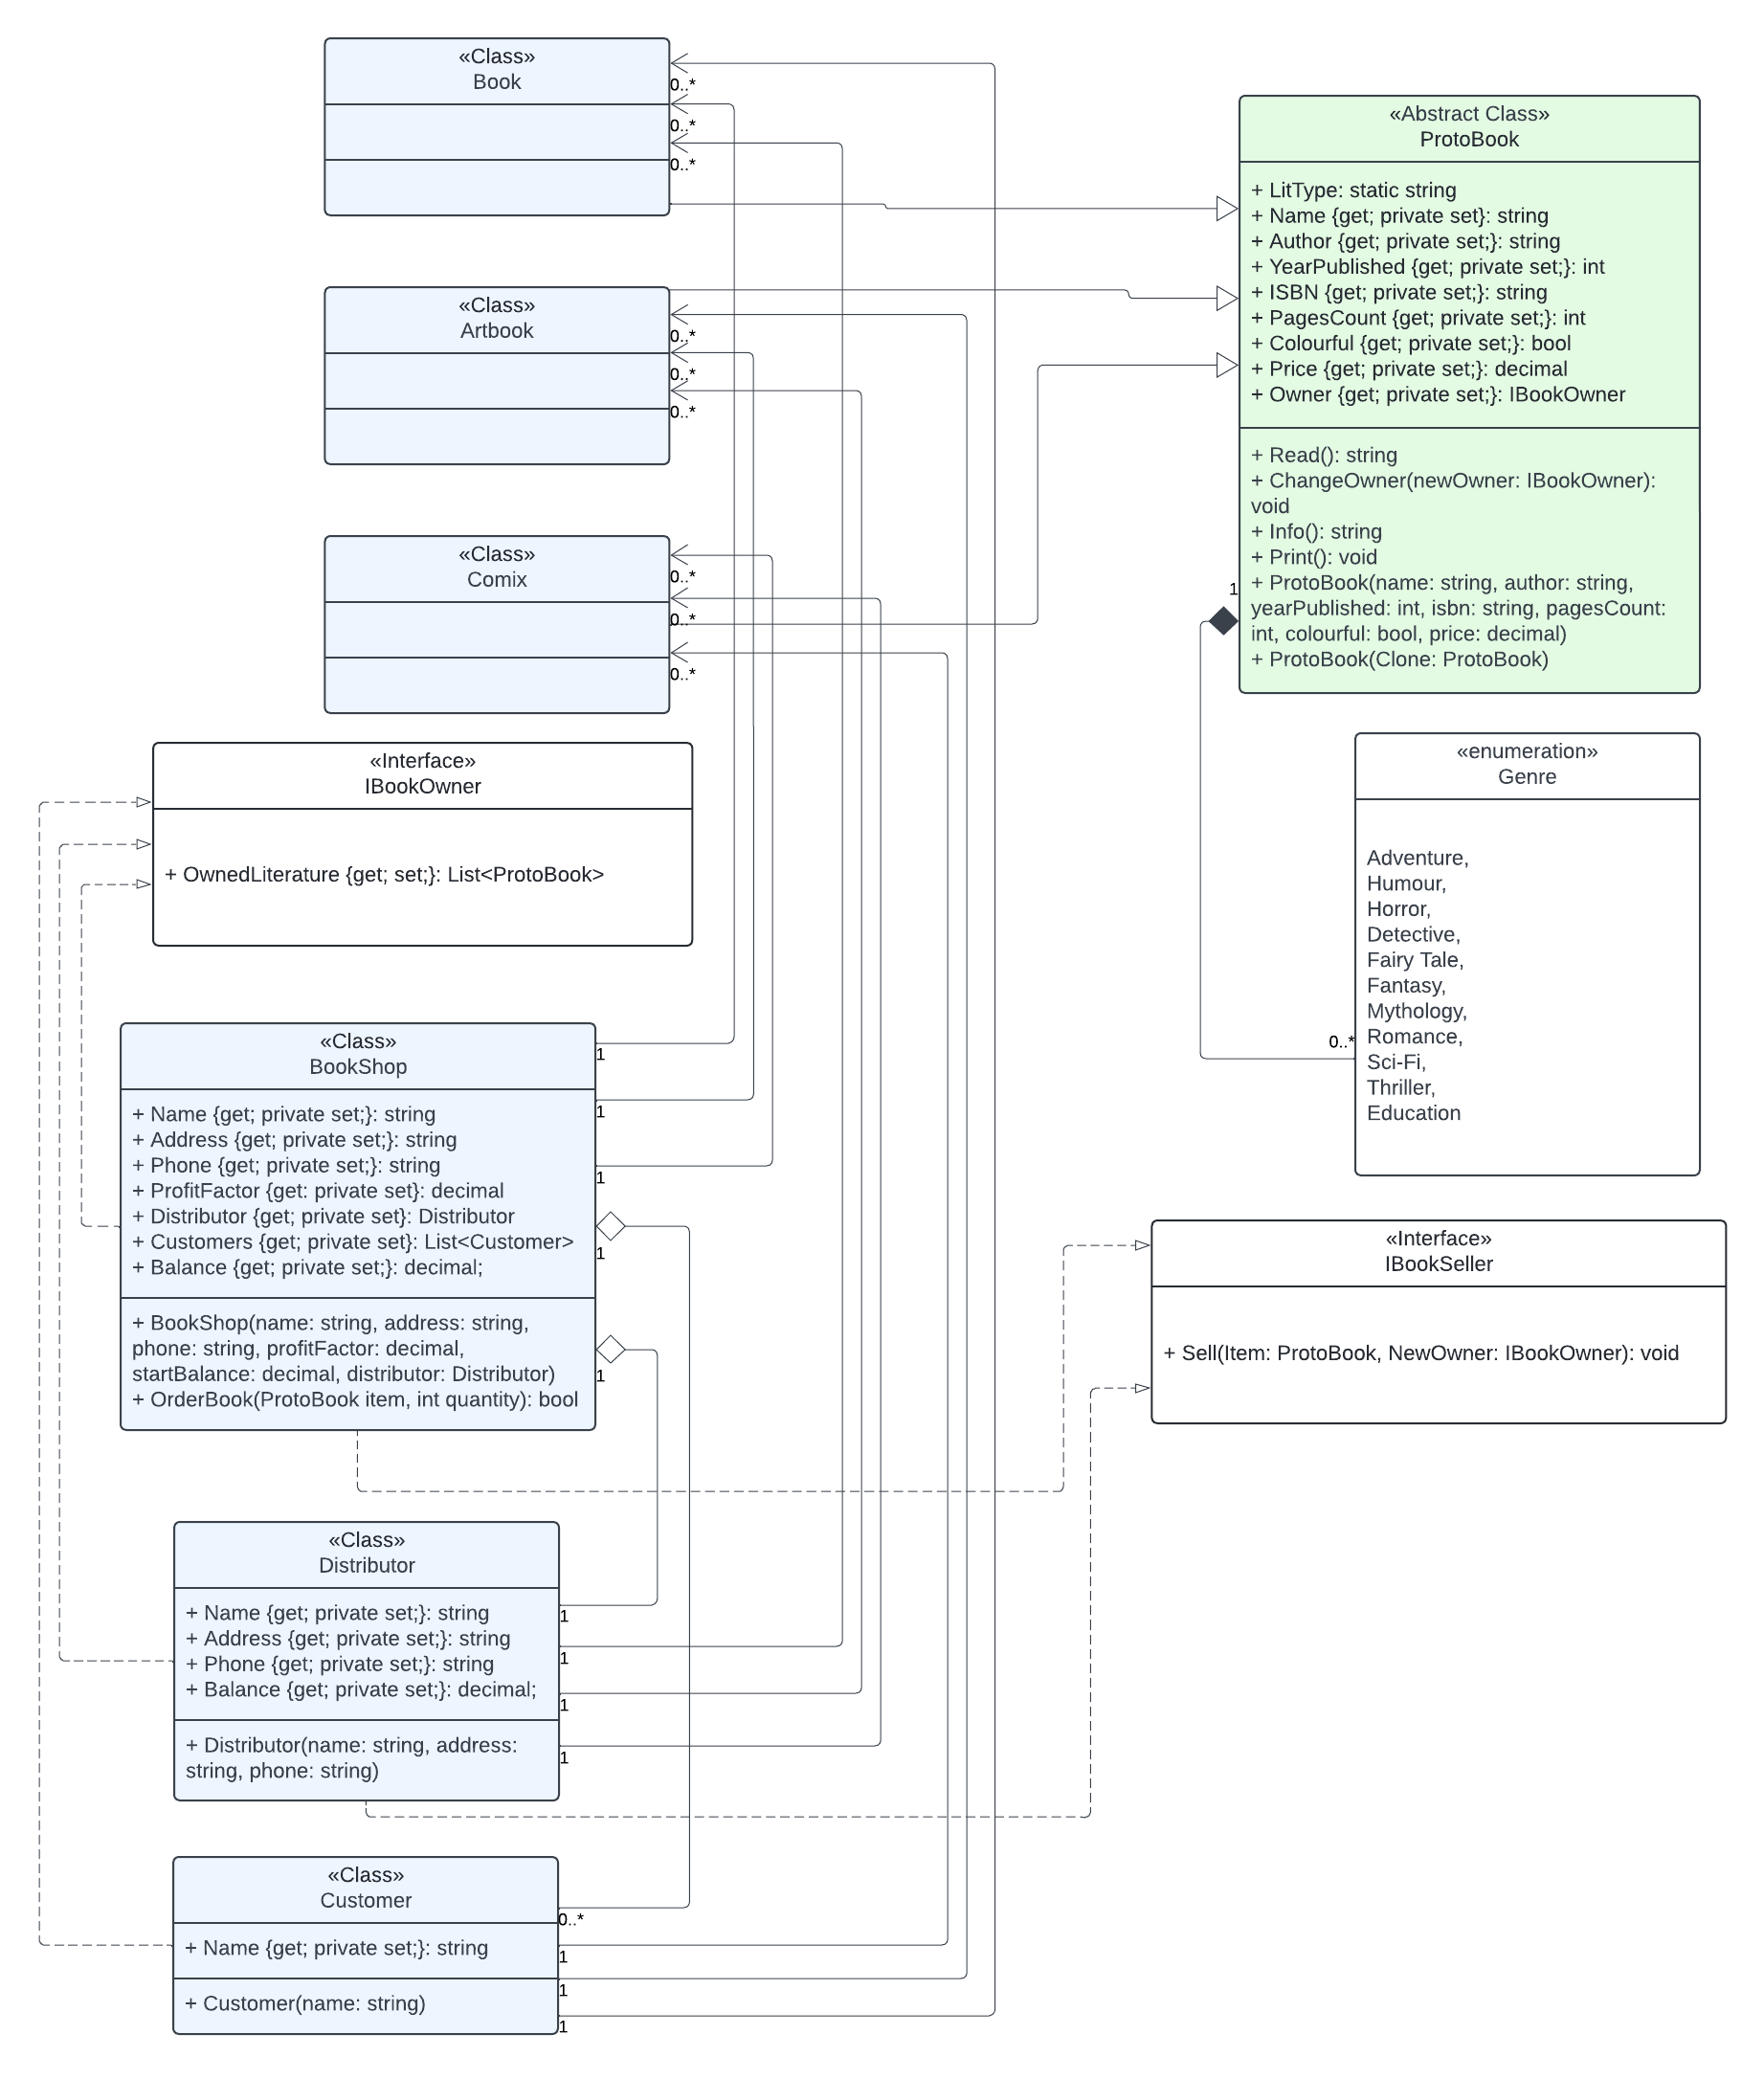 «Class»
Book
0..*
0..*
0..*
«Abstract Class»
ProtoBook
+ LitType: static string
+ Name {get; private set}: string
+ Author {get; private set;}: string
+ YearPublished {get; private set;}: int
+ ISBN {get; private set;}: string
+ PagesCount {get; private set;}: int
+ Colourful {get; private set;}: bool
+ Price {get; private set;}: decimal
+ Owner {get; private set;}: IBookOwner
+ Read(): string
+ ChangeOwner(newOwner: IBookOwner):
void
+ Info(): string
+ Print(): void
+ ProtoBook(name: string, author: string,
yearPublished: int, isbn: string, pagesCount:
int, colourful: bool, price: decimal)
+ ProtoBook(Clone: ProtoBook)
1
«Class»
Artbook
0..*
0..*
0..*
«Class»
Comix
0..*
0..*
0..*
«Interface»
IBookOwner
+ OwnedLiterature {get; set;}: List<ProtoBook>
«enumeration»
Genre
Adventure,
Humour,
Horror,
Detective,
Fairy Tale,
Fantasy,
Mythology,
Romance,
Sci-Fi,
Thriller,
Education
0..*
«Class»
BookShop
+ Name {get; private set;}: string
+ Address {get; private set;}: string
+ Phone {get; private set;}: string
+ ProfitFactor {get: private set}: decimal
+ Distributor {get; private set}: Distributor
+ Customers {get; private set}: List<Customer>
+ Balance {get; private set;}: decimal;
+ BookShop(name: string, address: string,
phone: string, profitFactor: decimal,
startBalance: decimal, distributor: Distributor)
+ OrderBook(ProtoBook item, int quantity): bool
1
1
1
1
1
«Interface»
IBookSeller
+ Sell(Item: ProtoBook, NewOwner: IBookOwner): void
«Class»
Distributor
+ Name {get; private set;}: string
+ Address {get; private set;}: string
+ Phone {get; private set;}: string
+ Balance {get; private set;}: decimal;
+ Distributor(name: string, address:
string, phone: string)
1
1
1
1
«Class»
Customer
+ Name {get; private set;}: string
+ Customer(name: string)
0..*
1
1
1